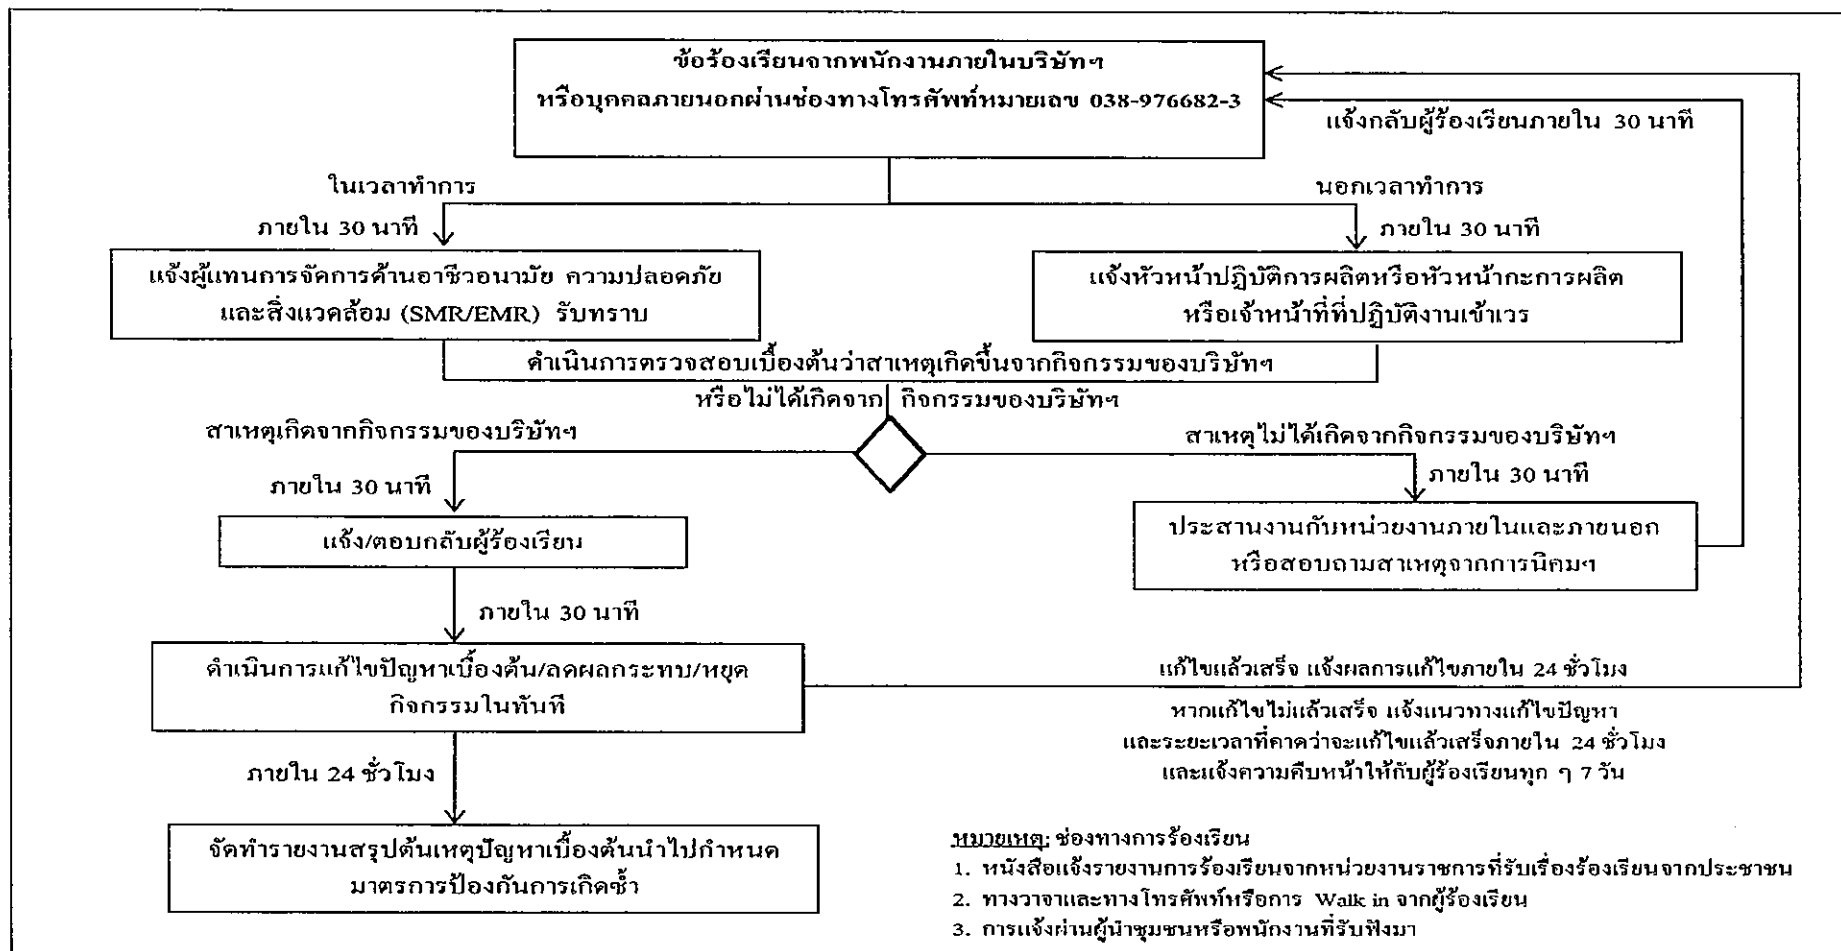 ข้อร้องเรียนจากพนักงานภายในบริษัทฯ
หรือบุคคลภายนอกผ่านช่องทางโทรศัพท์หมายเลข 038-976682-3
แจ้งกลับผู้ร้องเรียนภายใน 30 นาที
ในเวลาทำการ
นอกเวลาทำการ
ภายใน 30 นาที
ภายใน 30 นาที
แจ้งผู้แทนการจัดการด้านอาชีวอนามัย ความปลอดภัย
และสิ่งแวดล้อม (SMR/EMR) รับทราบ
แจ้งหัวหน้าปฏิบัติการผลิตหรือหัวหน้ากะการผลิต
หรือเจ้าหน้าที่ที่ปฏิบัติงานเข้าเวร
ดำเนินการตรวจสอบเบื้องต้นว่าสาเหตุเกิดขึ้นจากกิจกรรมของบริษัทฯ
หรือไม่ได้เกิดจาก กิจกรรมของบริษัทฯ
สาเหตุเกิดจากกิจกรรมของบริษัทฯ
สาเหตุไม่ได้เกิดจากกิจกรรมของบริษัทฯ
ภายใน 30 นาที
ภายใน 30 นาที
แจ้ง/ตอบกลับผู้ร้องเรียน
ประสานงานกับหน่วยงานภายในและภายนอก
หรือสอบถามสาเหตุจากการนิคมฯ
ภายใน 30 นาที
ดำเนินการแก้ไขปัญหาเบื้องต้น/ลดผลกระทบ/หยุด
กิจกรรมในทันที
แก้ไขแล้วเสร็จ แจ้งผลการแก้ไขภายใน 24 ชั่วโมง
หากแก้ไขไม่แล้วเสร็จ แจ้งแนวทางแก้ไขปัญหา
และระยะเวลาที่คาดว่าจะแก้ไขแล้วเสร็จภายใน 24 ชั่วโมง
และแจ้งความคืบหน้าให้กับผู้ร้องเรียนทุก ๆ 7 วัน
ภายใน 24 ชั่วโมง
จัดทำรายงานสรุปต้นเหตุปัญหาเบื้องต้นนำไปกำหนด
มาตรการป้องกันการเกิดซ้ำ
หมายเหตุ: ช่องทางการร้องเรียน
1. หนังสือแจ้งรายงานการร้องเรียนจากหน่วยงานราชการที่รับเรื่องร้องเรียนจากประชาชน
2. ทางวาจาและทางโทรศัพท์หรือการ Walk in จากผู้ร้องเรียน
3. การแจ้งผ่านผู้นำชุมชนหรือพนักงานที่รับฟังมา